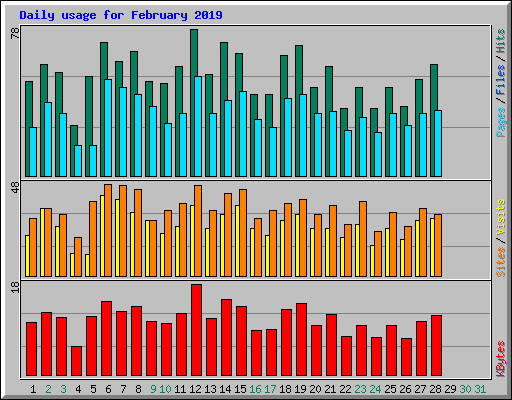 Daily usage for February 2019
78
Pages / Files / Hits
48
Sites / Visits
18
KBytes
1 2 3 4 5 6 7 8 9 10 11 12 13 14 15 16 17 18 19 20 21 22 23 24 25 26 27 28 29 30 31